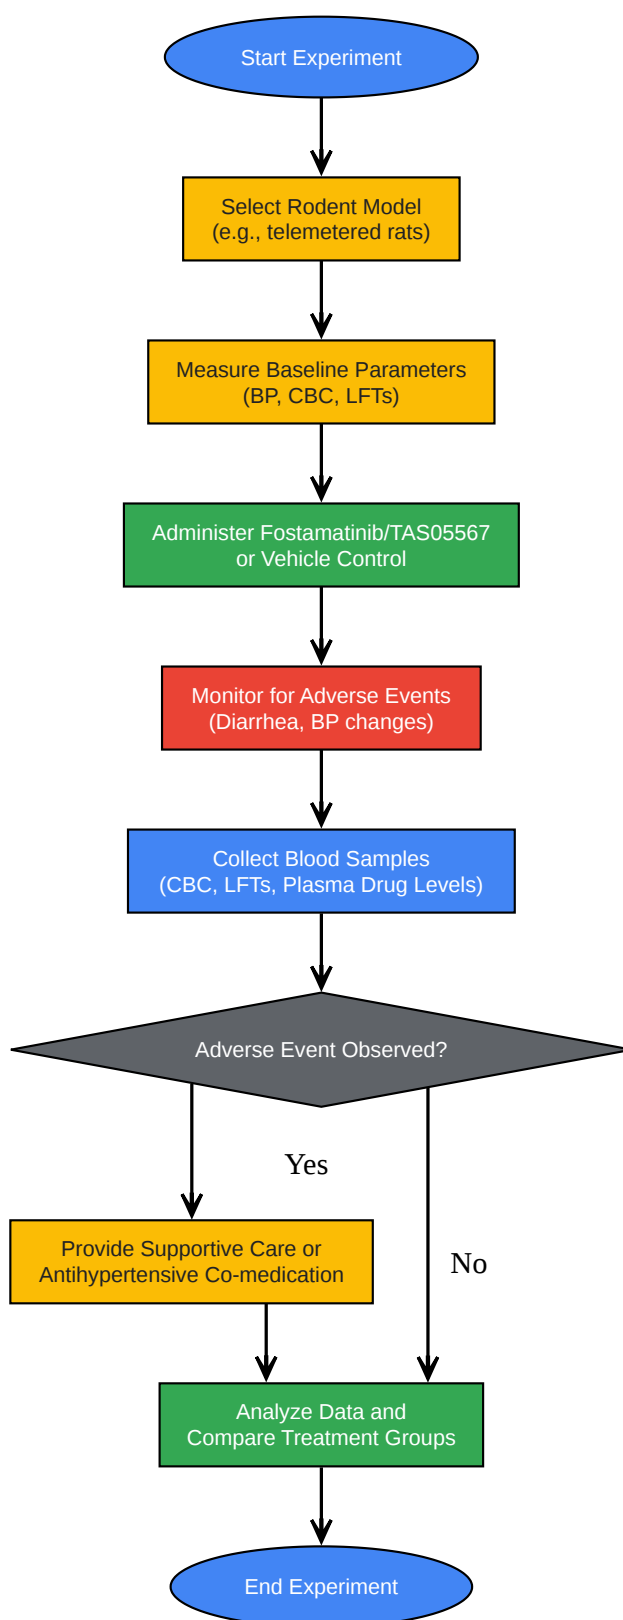 Start Experiment
Select Rodent Model
(e.g., telemetered rats)
Measure Baseline Parameters
(BP, CBC, LFTs)
Administer Fostamatinib/TAS05567
or Vehicle Control
Monitor for Adverse Events
(Diarrhea, BP changes)
Collect Blood Samples
(CBC, LFTs, Plasma Drug Levels)
Adverse Event Observed?
Yes
Provide Supportive Care or
Antihypertensive Co-medication
No
Analyze Data and
Compare Treatment Groups
End Experiment